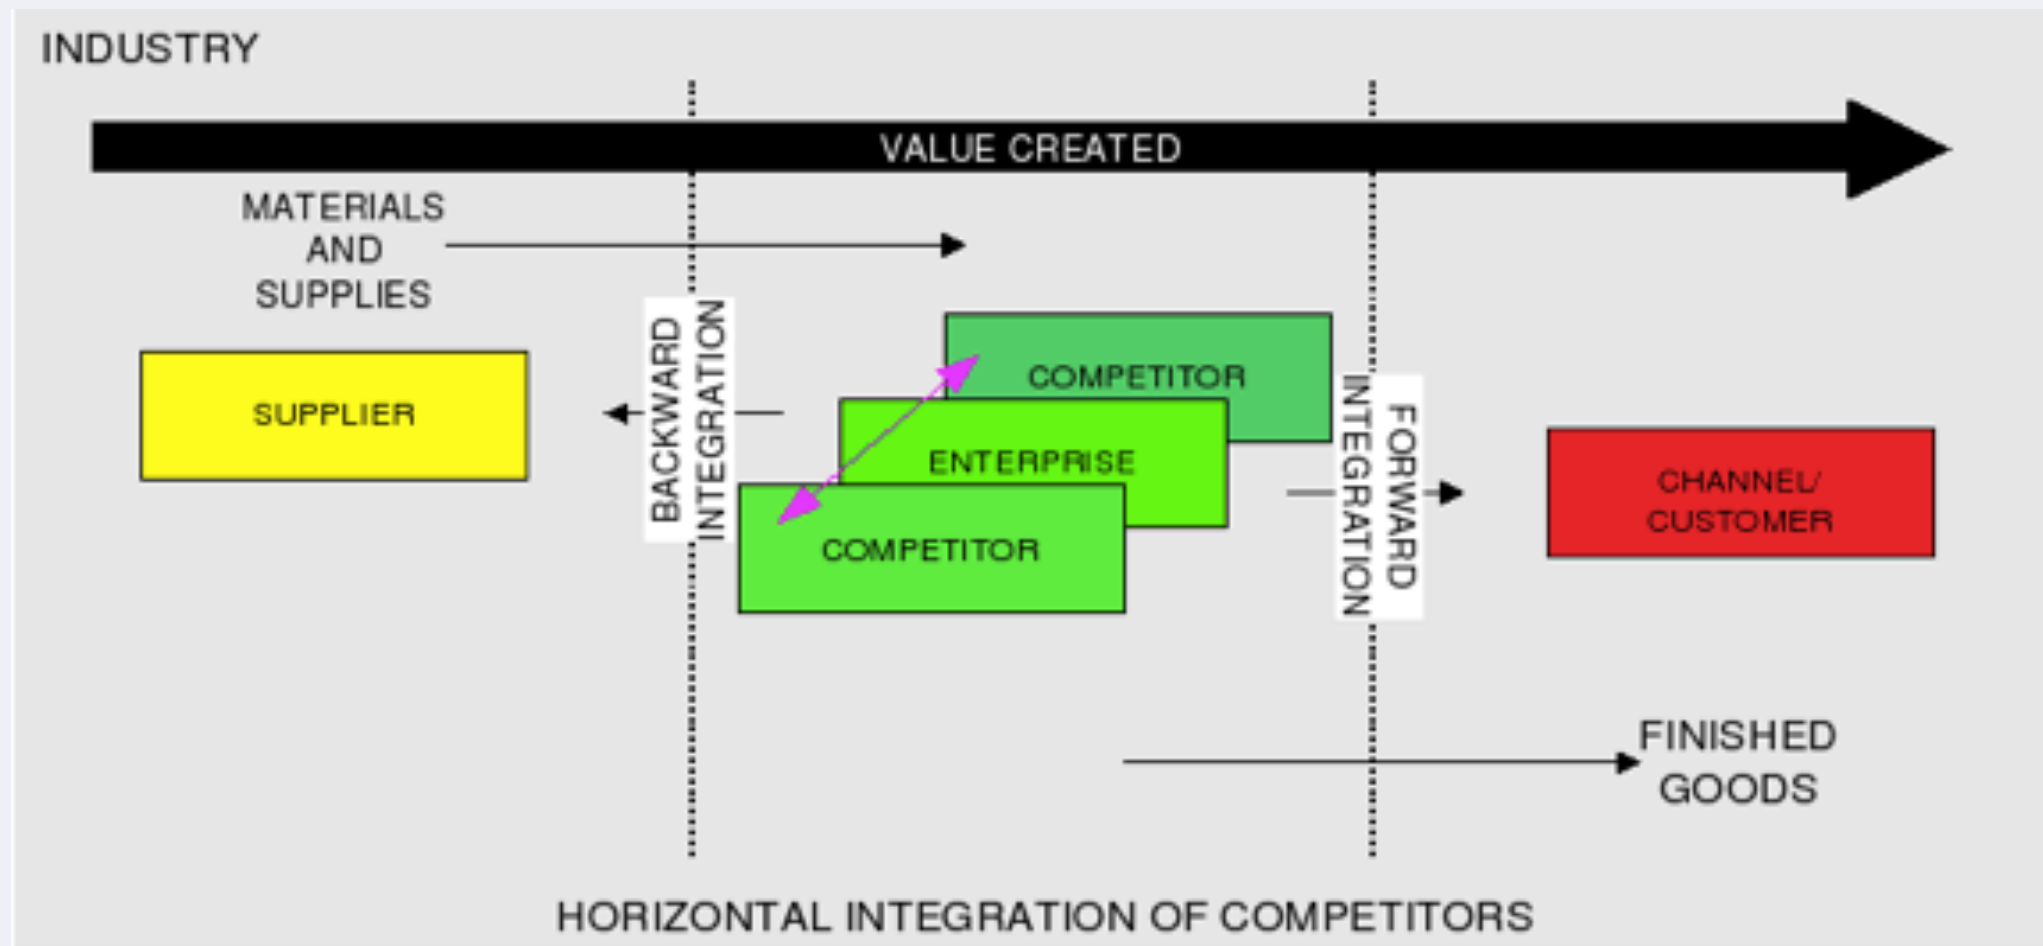 INDUSTRY
VALUE CREATED
MATERIALS
AND
SUPPLIES
SUPPLIER
BACKWARD
INTEGRATION
COMPETITOR
ENTERPRISE
COMPETITOR
FORWARD
INTEGRATION
CHANNEL/
CUSTOMER
FINISHED
GOODS
HORIZONTAL INTEGRATION OF COMPETITORS